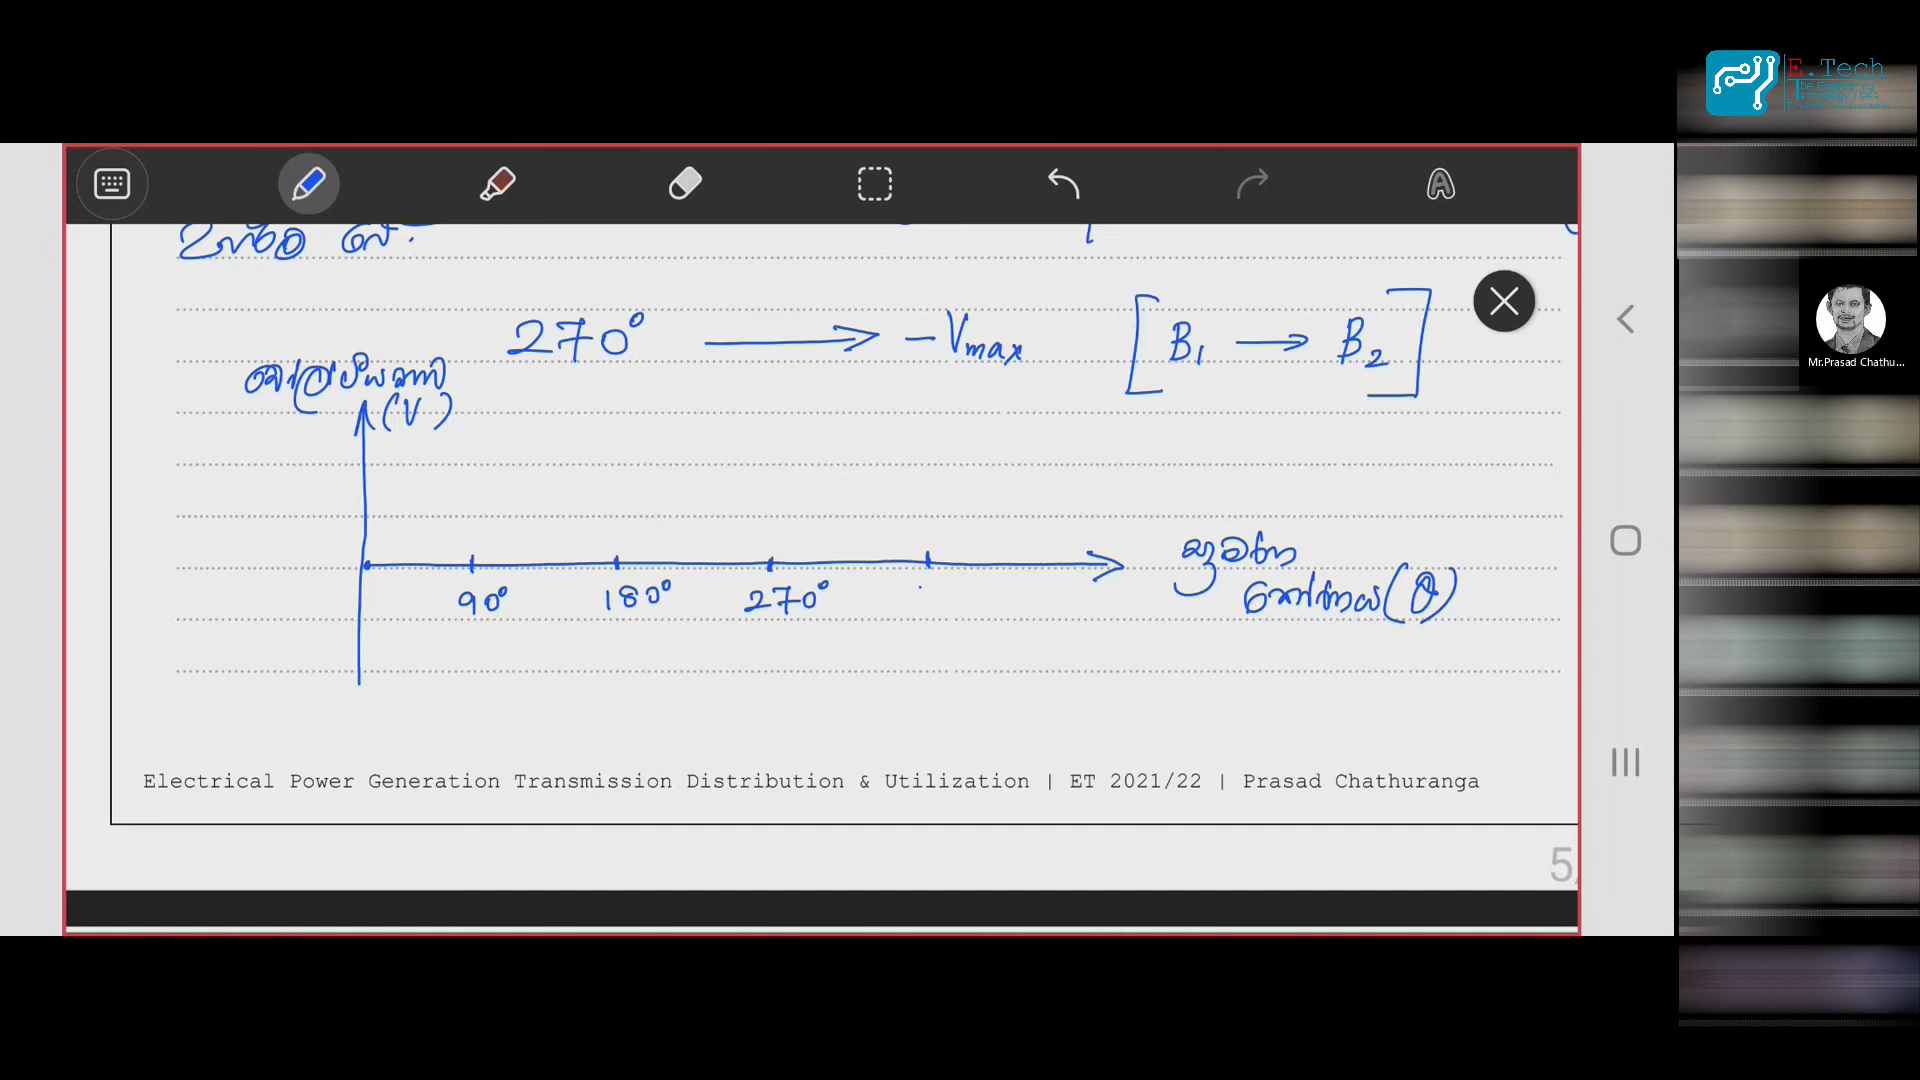 E.Tech
උපරිම වේ.
270° → -Vmax [B₁ → B₂]
වෝල්ටීයතාව
(V)
භ්‍රමණ
කෝණය (θ)
90° 180° 270°
Electrical Power Generation Transmission Distribution & Utilization | ET 2021/22 | Prasad Chathuranga
Mr.Prasad Chathu...